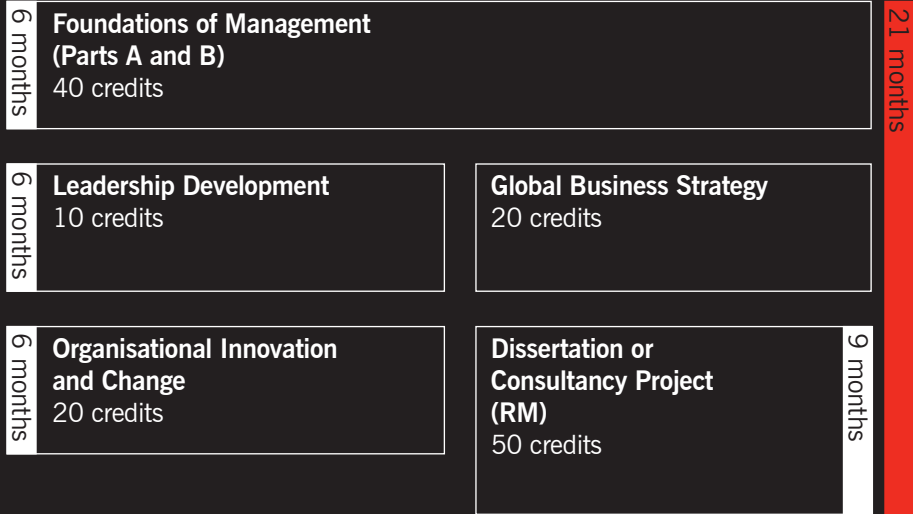 6 months
Foundations of Management
(Parts A and B)
40 credits
21 months
6 months
Leadership Development
10 credits
Global Business Strategy
20 credits
6 months
Organisational Innovation
and Change
20 credits
Dissertation or
Consultancy Project
(RM)
50 credits
9 months